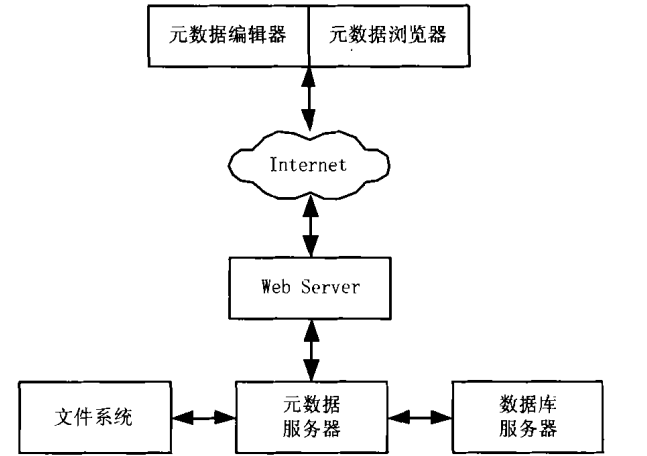 元数据编辑器 元数据浏览器
Internet
Web Server
文件系统
元数据
服务器
数据库
服务器